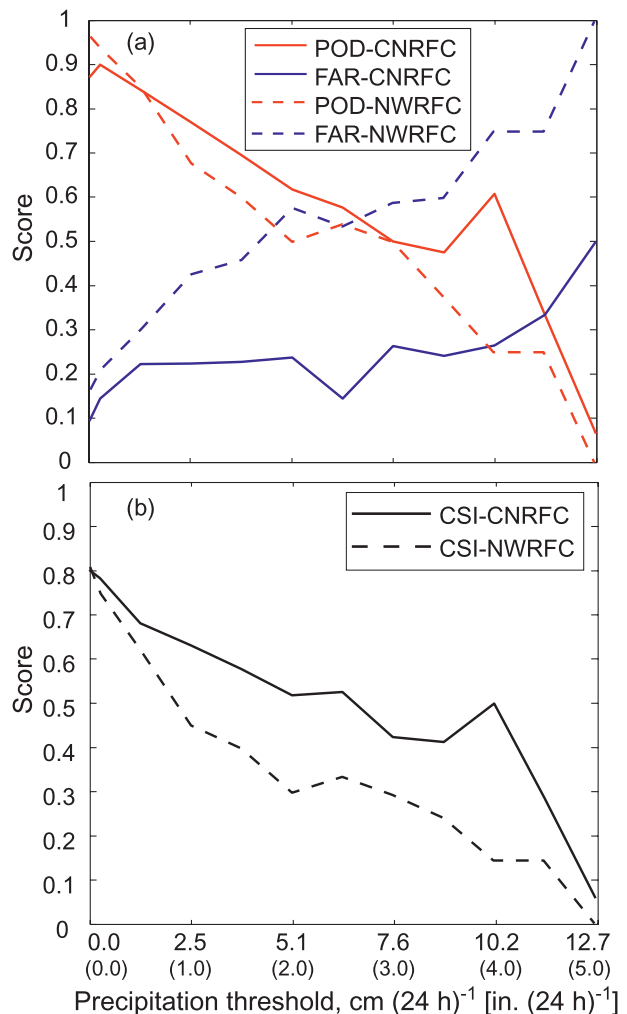 (a)
POD-CNRFC
FAR-CNRFC
POD-NWRFC
FAR-NWRFC
1
0.9
0.8
0.7
0.6
0.5
0.4
0.3
0.2
0.1
0
Score
(b)
CSI-CNRFC
CSI-NWRFC
1
0.9
0.8
0.7
0.6
0.5
0.4
0.3
0.2
0.1
0
Score
0.0 2.5 5.1 7.6 10.2 12.7
(0.0) (1.0) (2.0) (3.0) (4.0) (5.0)
Precipitation threshold, cm (24 h)⁻¹ [in. (24 h)⁻¹]